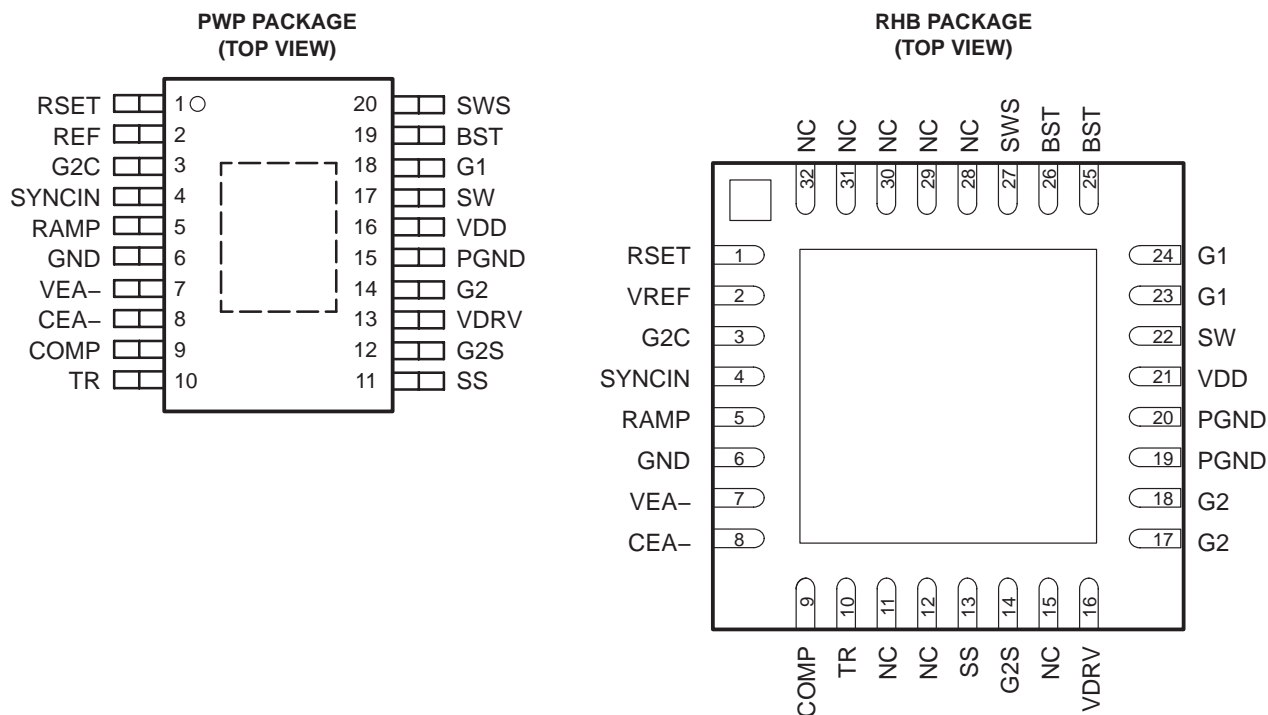 PWP PACKAGE
(TOP VIEW)
RSET 1 20 SWS
REF 2 19 BST
G2C 3 18 G1
SYNCIN 4 17 SW
RAMP 5 16 VDD
GND 6 15 PGND
VEA− 7 14 G2
CEA− 8 13 VDRV
COMP 9 12 G2S
TR 10 11 SS
RHB PACKAGE
(TOP VIEW)
NC NC NC NC NC SWS BST BST
32 31 30 29 28 27 26 25
RSET 1 24 G1
VREF 2 23 G1
G2C 3 22 SW
SYNCIN 4 21 VDD
RAMP 5 20 PGND
GND 6 19 PGND
VEA− 7 18 G2
CEA− 8 17 G2
9 10 11 12 13 14 15 16
COMP TR NC NC SS G2S NC VDRV